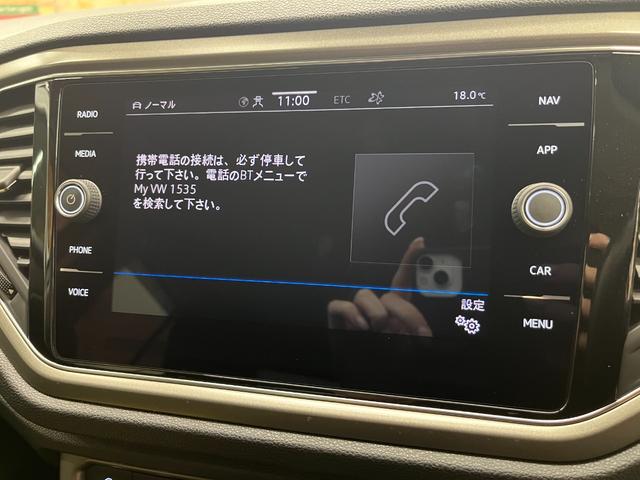 RADIO
MEDIA
PHONE
VOICE
ノーマル
11:00
ETC
18.0℃
携帯電話の接続は、必ず停車して
行って下さい。電話のBTメニューで
My VW 1535
を検索して下さい。
設定
NAV
APP
CAR
MENU